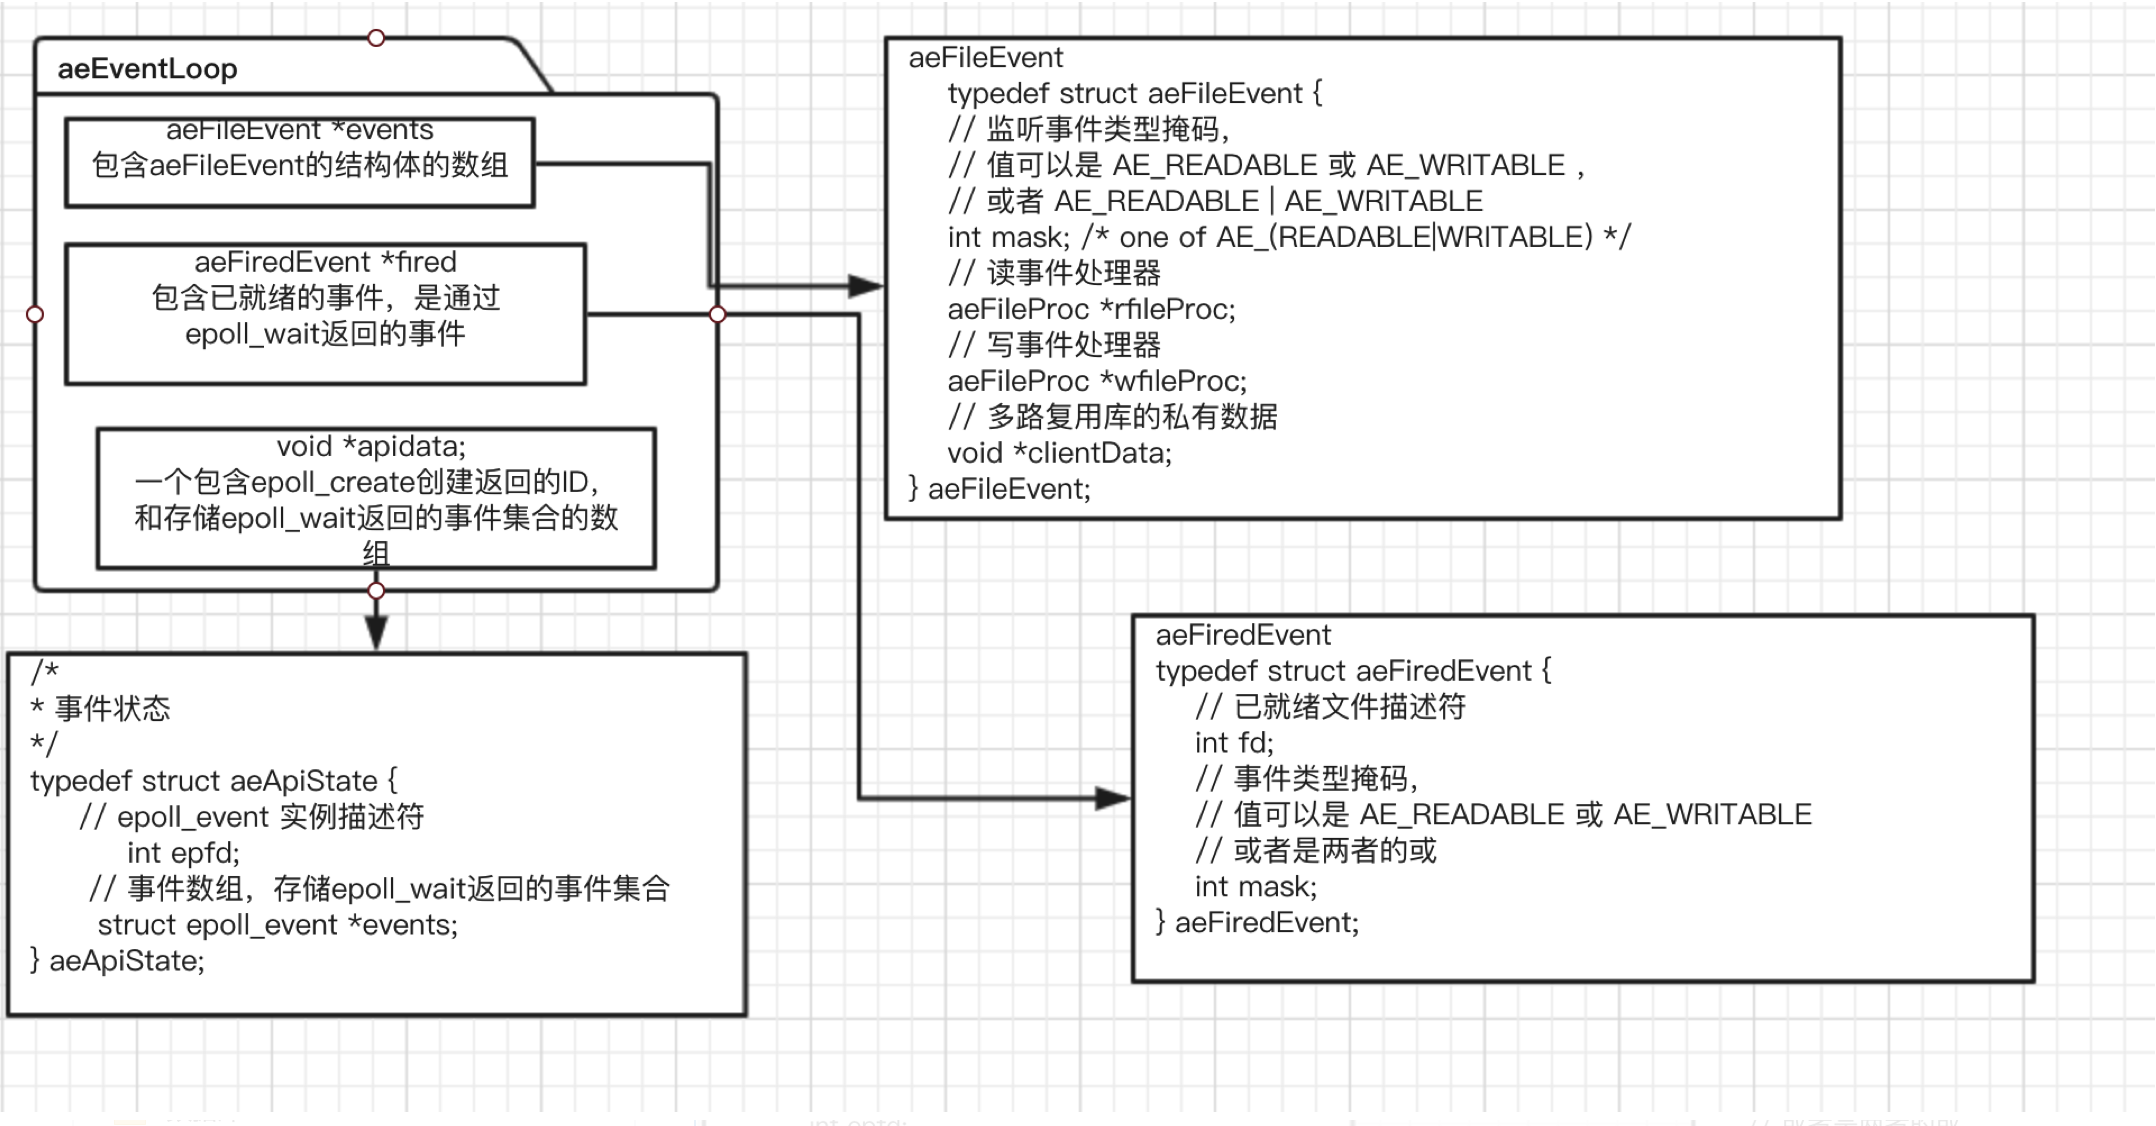 aeEventLoop
aeFileEvent *events
包含aeFileEvent的结构体的数组
aeFiredEvent *fired
包含已就绪的事件，是通过
epoll_wait返回的事件
void *apidata;
一个包含epoll_create创建返回的ID，
和存储epoll_wait返回的事件集合的数
组
aeFileEvent
typedef struct aeFileEvent {
// 监听事件类型掩码，
// 值可以是 AE_READABLE 或 AE_WRITABLE ，
// 或者 AE_READABLE | AE_WRITABLE
int mask; /* one of AE_(READABLE|WRITABLE) */
// 读事件处理器
aeFileProc *rfileProc;
// 写事件处理器
aeFileProc *wfileProc;
// 多路复用库的私有数据
void *clientData;
} aeFileEvent;
/*
* 事件状态
*/
typedef struct aeApiState {
// epoll_event 实例描述符
int epfd;
// 事件数组，存储epoll_wait返回的事件集合
struct epoll_event *events;
} aeApiState;
aeFiredEvent
typedef struct aeFiredEvent {
// 已就绪文件描述符
int fd;
// 事件类型掩码，
// 值可以是 AE_READABLE 或 AE_WRITABLE
// 或者是两者的或
int mask;
} aeFiredEvent;